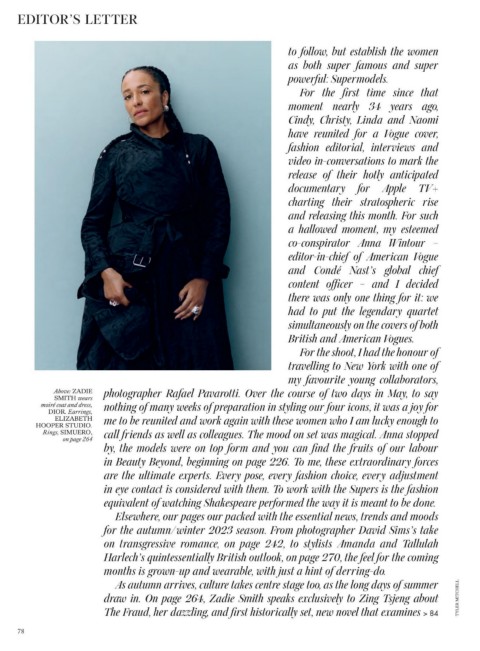 EDITOR'S LETTER
to follow, but establish the women
as both super famous and super
powerful: Supermodels.
For the first time since that
moment nearly 34 years ago,
Cindy, Christy, Linda and Naomi
have reunited for a Vogue cover,
fashion editorial, interviews and
video in-conversations to mark the
release of their hotly anticipated
documentary for Apple TV+
charting their stratospheric rise
and releasing this month. For such
a hallowed moment, my esteemed
co-conspirator Anna Wintour –
editor-in-chief of American Vogue
and Condé Nast's global chief
content officer – and I decided
there was only one thing for it: we
had to put the legendary quartet
simultaneously on the covers of both
British and American Vogues.
For the shoot, I had the honour of
travelling to New York with one of
my favourite young collaborators,
photographer Rafael Pavarotti. Over the course of two days in May, to say
nothing of many weeks of preparation in styling our four icons, it was a joy for
me to be reunited and work again with these women who I am lucky enough to
call friends as well as colleagues. The mood on set was magical. Anna stopped
by, the models were on top form and you can find the fruits of our labour
in Beauty Beyond, beginning on page 226. To me, these extraordinary forces
are the ultimate experts. Every pose, every fashion choice, every adjustment
in eye contact is considered with them. To work with the Supers is the fashion
equivalent of watching Shakespeare performed the way it is meant to be done.
Elsewhere, our pages our packed with the essential news, trends and moods
for the autumn/winter 2023 season. From photographer David Sims's take
on transgressive romance, on page 242, to stylists Amanda and Tallulah
Harlech's quintessentially British outlook, on page 270, the feel for the coming
months is grown-up and wearable, with just a hint of derring-do.
As autumn arrives, culture takes centre stage too, as the long days of summer
draw in. On page 264, Zadie Smith speaks exclusively to Zing Tsjeng about
The Fraud, her dazzling, and first historically set, new novel that examines > 84
Above: ZADIE
SMITH wears
moiré coat and dress,
DIOR. Earrings,
ELIZABETH
HOOPER STUDIO.
Rings, SIMUERO,
on page 264
TYLER MITCHELL
78